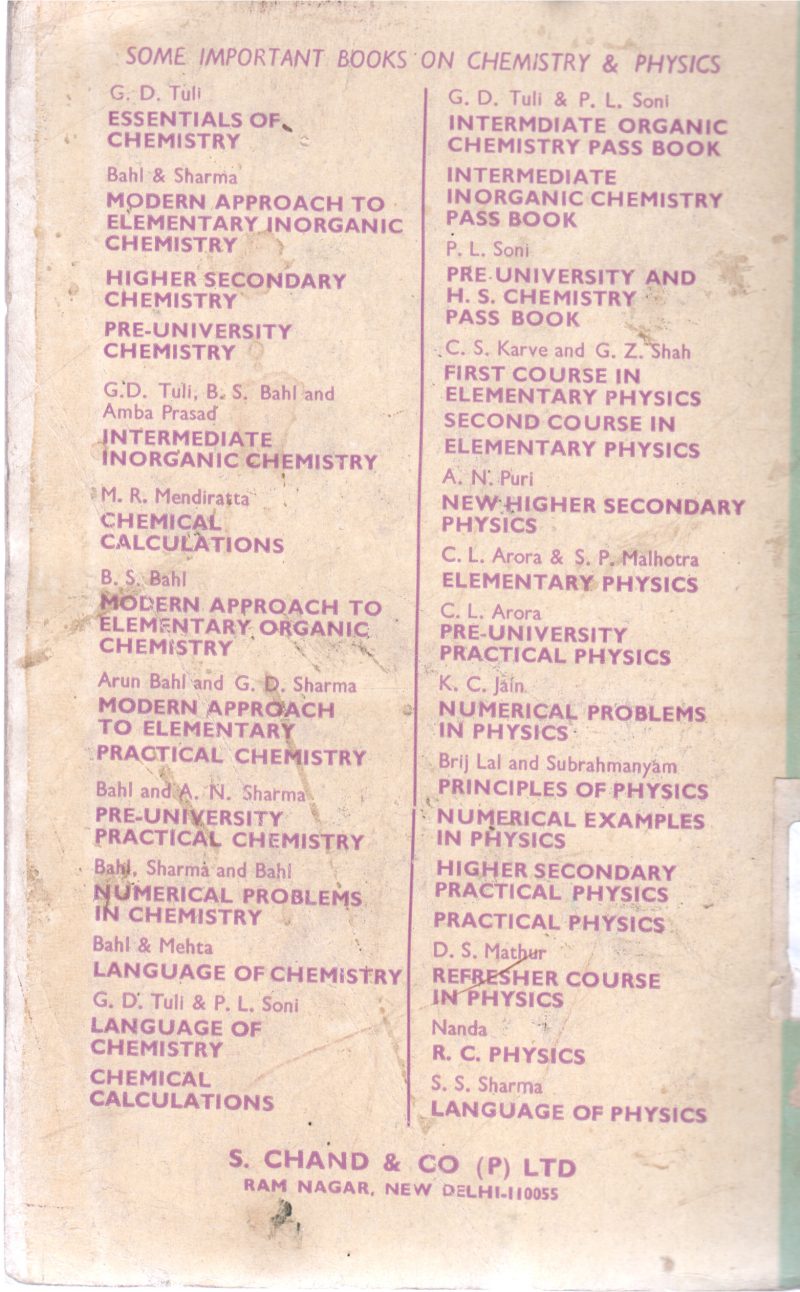 SOME IMPORTANT BOOKS ON CHEMISTRY & PHYSICS
G. D. Tuli
ESSENTIALS OF
CHEMISTRY
Bahl & Sharma
MODERN APPROACH TO
ELEMENTARY INORGANIC
CHEMISTRY
HIGHER SECONDARY
CHEMISTRY
PRE-UNIVERSITY
CHEMISTRY
G.D. Tuli, B. S. Bahl and
Amba Prasad
INTERMEDIATE
INORGANIC CHEMISTRY
M. R. Mendiratta
CHEMICAL
CALCULATIONS
B. S. Bahl
MODERN APPROACH TO
ELEMENTARY ORGANIC
CHEMISTRY
Arun Bahl and G. D. Sharma
MODERN APPROACH
TO ELEMENTARY
PRACTICAL CHEMISTRY
Bahl and A. N. Sharma
PRE-UNIVERSITY
PRACTICAL CHEMISTRY
Bahl, Sharma and Bahl
NUMERICAL PROBLEMS
IN CHEMISTRY
Bahl & Mehta
LANGUAGE OF CHEMISTRY
G. D. Tuli & P. L. Soni
LANGUAGE OF
CHEMISTRY
CHEMICAL
CALCULATIONS
G. D. Tuli & P. L. Soni
INTERMDIATE ORGANIC
CHEMISTRY PASS BOOK
INTERMEDIATE
INORGANIC CHEMISTRY
PASS BOOK
P. L. Soni
PRE-UNIVERSITY AND
H. S. CHEMISTRY
PASS BOOK
C. S. Karve and G. Z. Shah
FIRST COURSE IN
ELEMENTARY PHYSICS
SECOND COURSE IN
ELEMENTARY PHYSICS
A. N. Puri
NEW HIGHER SECONDARY
PHYSICS
C. L. Arora & S. P. Malhotra
ELEMENTARY PHYSICS
C. L. Arora
PRE-UNIVERSITY
PRACTICAL PHYSICS
K. C. Jain
NUMERICAL PROBLEMS
IN PHYSICS
Brij Lal and Subrahmanyam
PRINCIPLES OF PHYSICS
NUMERICAL EXAMPLES
IN PHYSICS
HIGHER SECONDARY
PRACTICAL PHYSICS
PRACTICAL PHYSICS
D. S. Mathur
REFRESHER COURSE
IN PHYSICS
Nanda
R. C. PHYSICS
S. S. Sharma
LANGUAGE OF PHYSICS
S. CHAND & CO (P) LTD
RAM NAGAR, NEW DELHI-110055